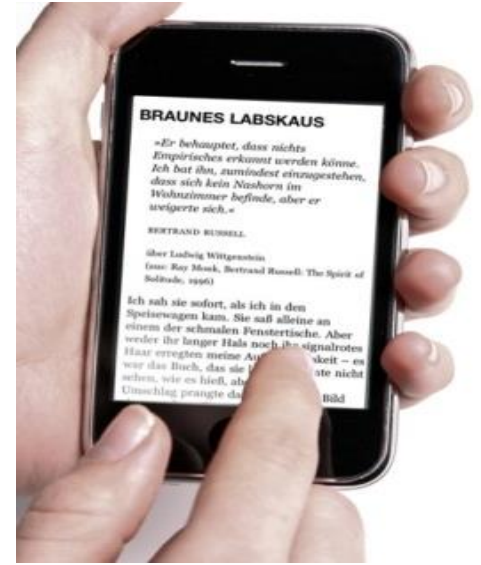 BRAUNES LABSKAUS
»Er behauptet, dass nichts
Empirisches erkannt werden könne.
Ich bat ihn, zumindest einzugestehen,
dass sich kein Nashorn im
Wohnzimmer befinde, aber er
weigerte sich.«
BERTRAND RUSSELL
über Ludwig Wittgenstein
(aus: Ray Monk, Bertrand Russell: The Spirit of
Solitude, 1996)
Ich sah sie sofort, als ich in den
Speisewagen kam. Sie saß alleine an
einem der schmalen Fenstertische. Aber
weder ihr langer Hals noch ihr signalrotes
Haar erregten meine – es
war das Buch, das sie nicht
sehen, wie es hieß,
Umschlag prangte Bild